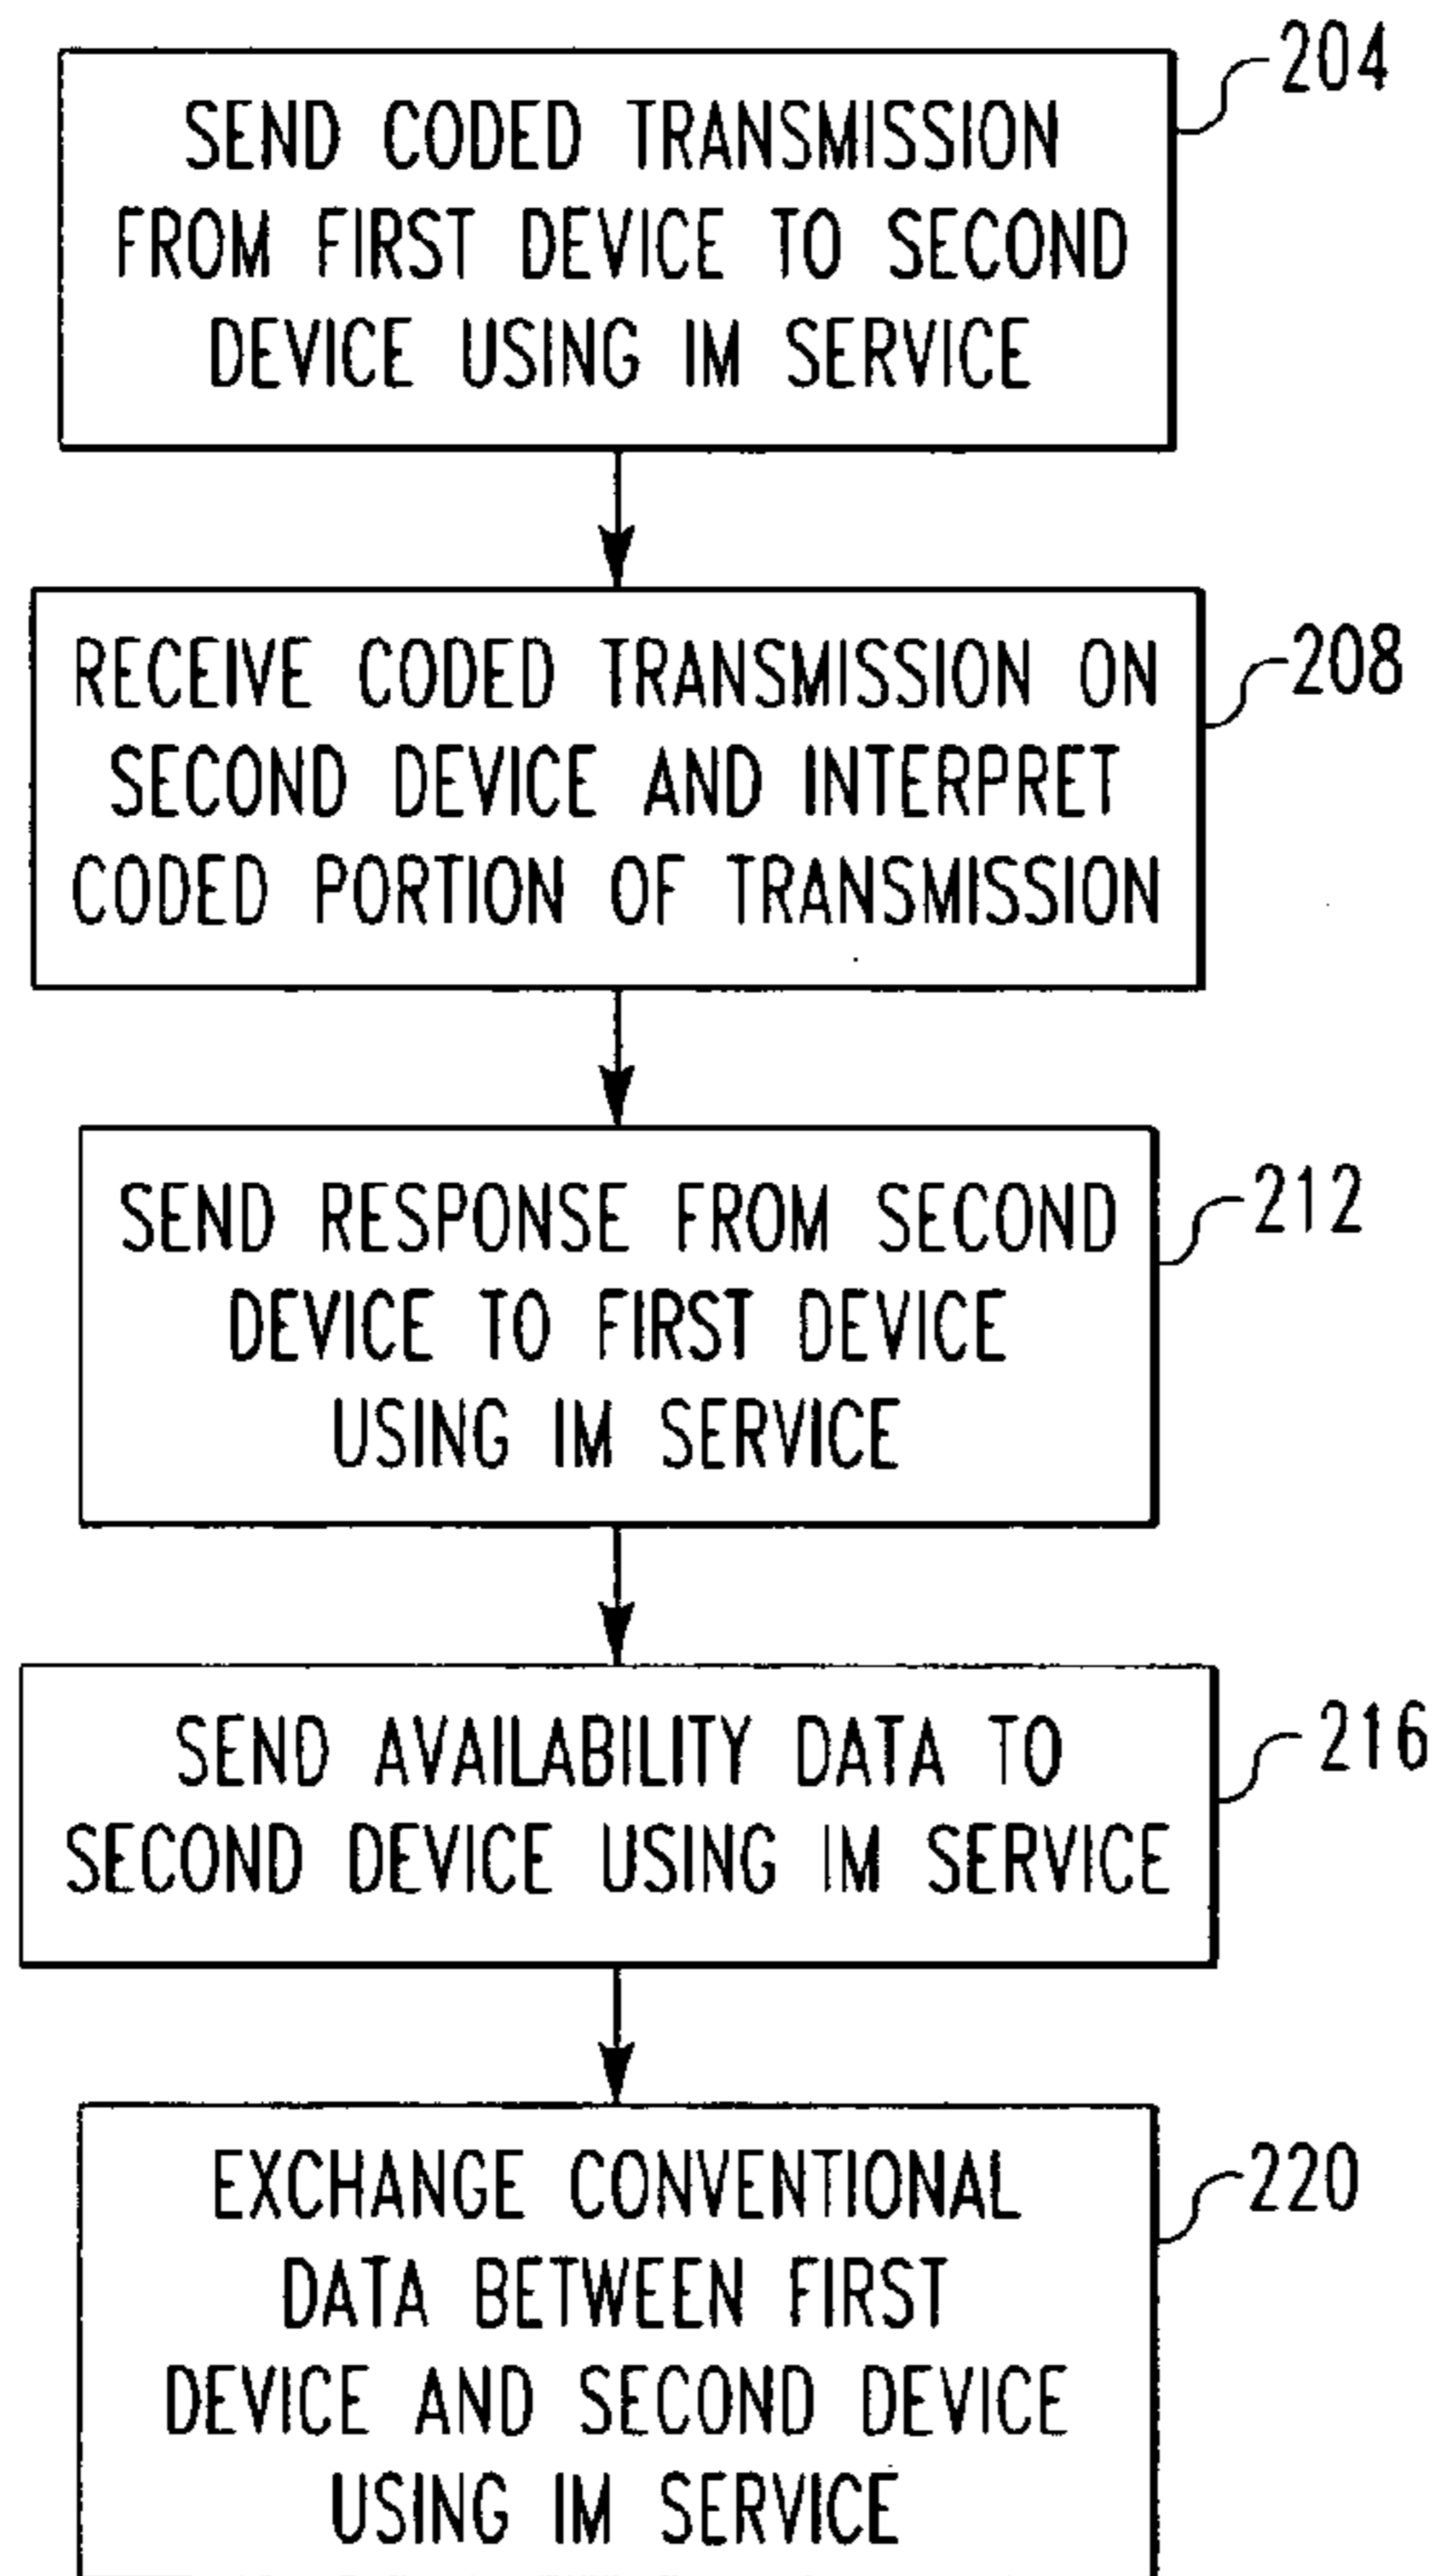 204
SEND CODED TRANSMISSION
FROM FIRST DEVICE TO SECOND
DEVICE USING IM SERVICE
208
RECEIVE CODED TRANSMISSION ON
SECOND DEVICE AND INTERPRET
CODED PORTION OF TRANSMISSION
212
SEND RESPONSE FROM SECOND
DEVICE TO FIRST DEVICE
USING IM SERVICE
216
SEND AVAILABILITY DATA TO
SECOND DEVICE USING IM SERVICE
220
EXCHANGE CONVENTIONAL
DATA BETWEEN FIRST
DEVICE AND SECOND DEVICE
USING IM SERVICE